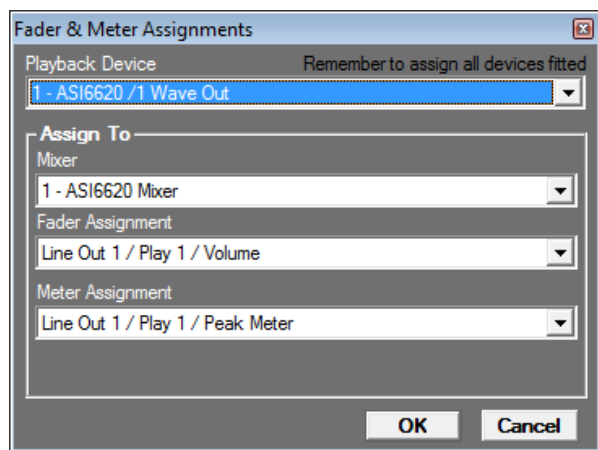 Fader & Meter Assignments
Playback Device Remember to assign all devices fitted
1 - ASI6620 /1 Wave Out
Assign To
Mixer
1 - ASI6620 Mixer
Fader Assignment
Line Out 1 / Play 1 / Volume
Meter Assignment
Line Out 1 / Play 1 / Peak Meter
OK Cancel